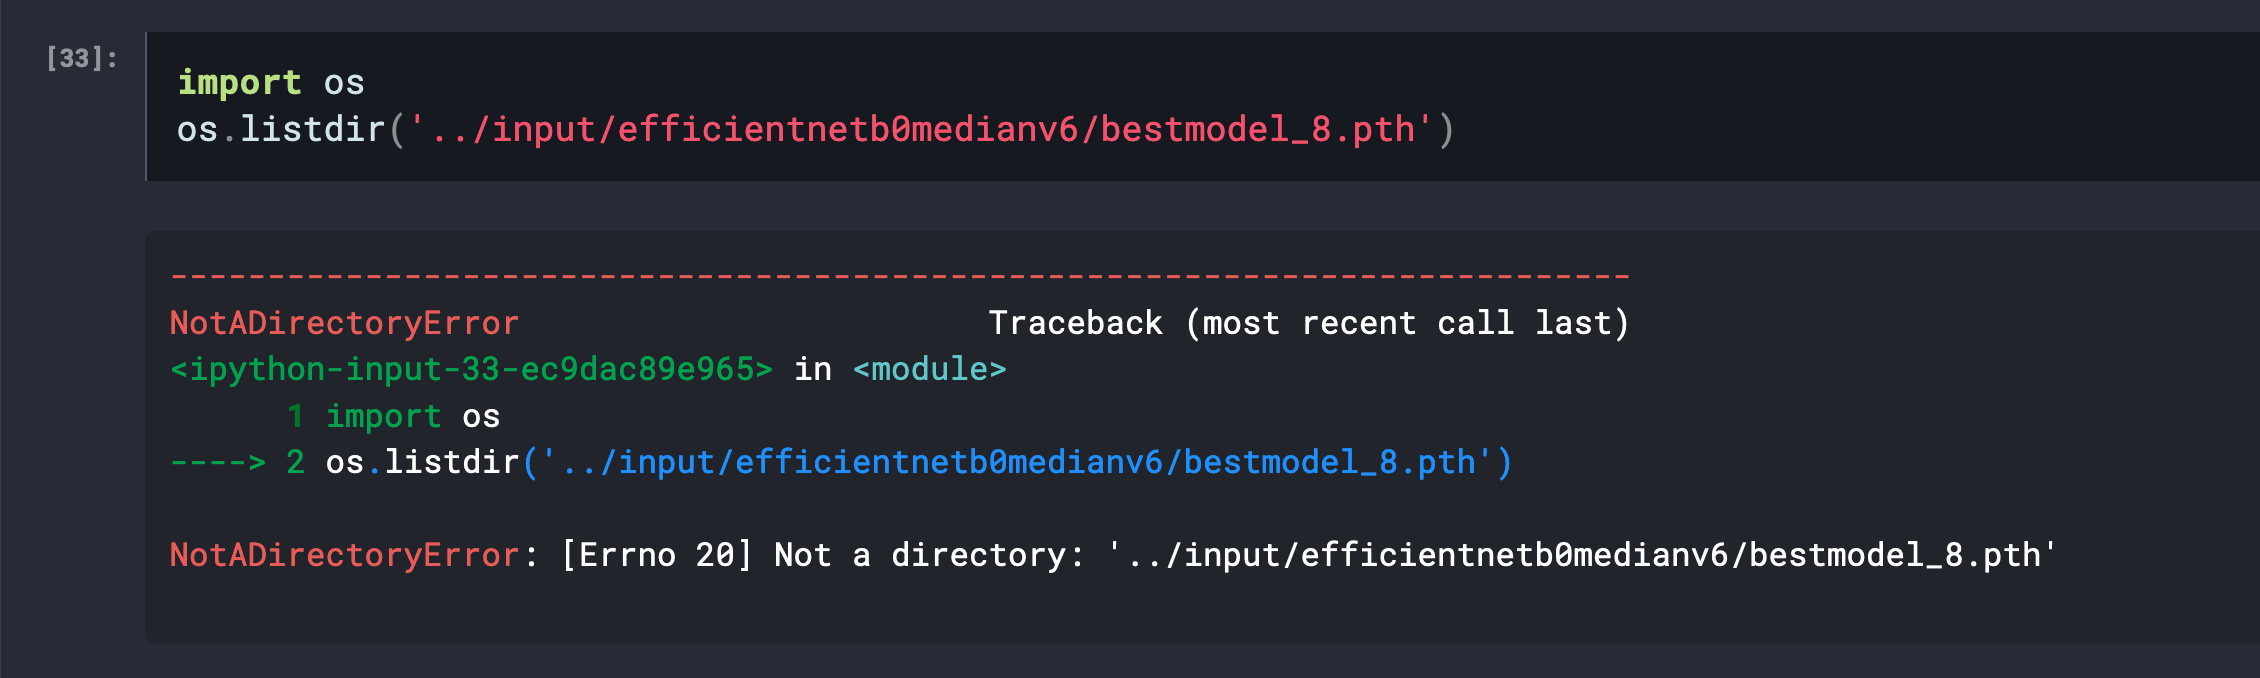 [33]:
import os
os.listdir('../input/efficientnetb0medianv6/bestmodel_8.pth')
---------------------------------------------------------------------------
NotADirectoryError                        Traceback (most recent call last)
<ipython-input-33-ec9dac89e965> in <module>
      1 import os
----> 2 os.listdir('../input/efficientnetb0medianv6/bestmodel_8.pth')
NotADirectoryError: [Errno 20] Not a directory: '../input/efficientnetb0medianv6/bestmodel_8.pth'